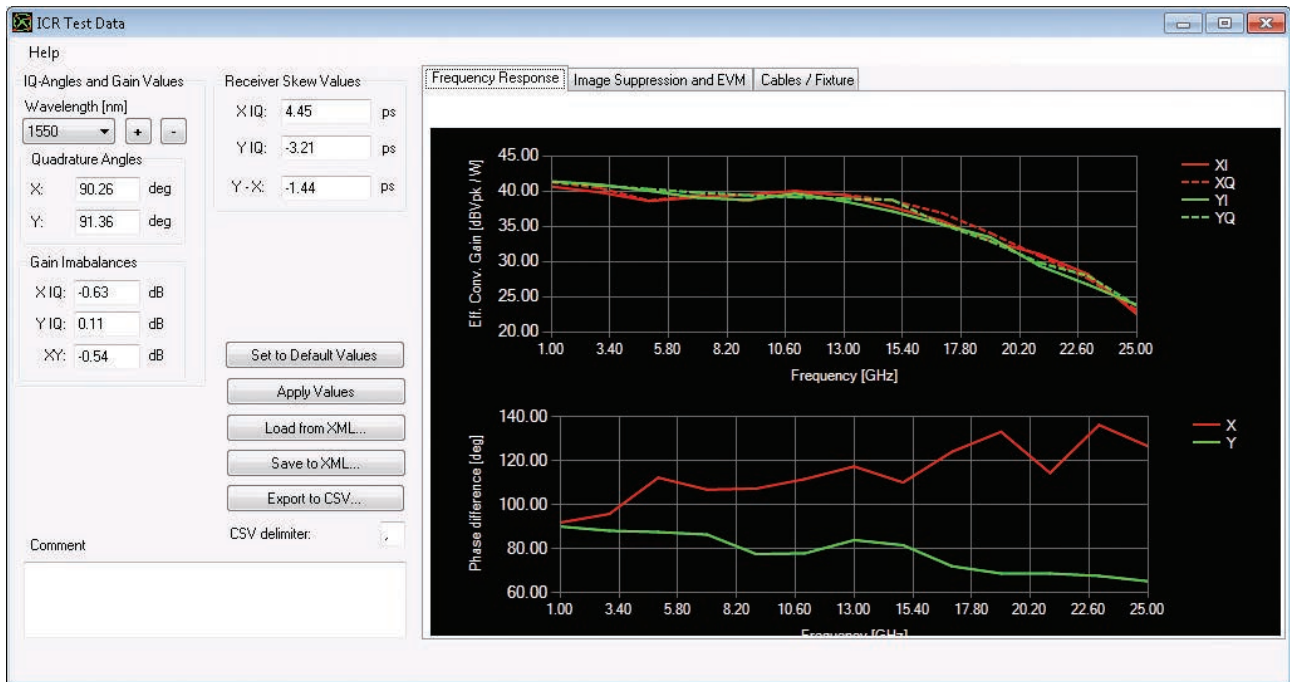 ICR Test Data
Help
IQ-Angles and Gain Values
Wavelength [nm]
1550
+
-
Quadrature Angles
X: 90.26 deg
Y: 91.36 deg
Gain Imabalances
X IQ: -0.63 dB
Y IQ: 0.11 dB
XY: -0.54 dB
Receiver Skew Values
X IQ: 4.45 ps
Y IQ: -3.21 ps
Y - X: -1.44 ps
Set to Default Values
Apply Values
Load from XML...
Save to XML...
Export to CSV...
CSV delimiter: ,
Comment
Frequency Response
Image Suppression and EVM
Cables / Fixture
Eff. Conv. Gain [dBVpk / W]
45.00
40.00
35.00
30.00
25.00
20.00
1.00 3.40 5.80 8.20 10.60 13.00 15.40 17.80 20.20 22.60 25.00
Frequency [GHz]
XI
XQ
YI
YQ
Phase difference [deg]
140.00
120.00
100.00
80.00
60.00
1.00 3.40 5.80 8.20 10.60 13.00 15.40 17.80 20.20 22.60 25.00
Frequency [GHz]
X
Y